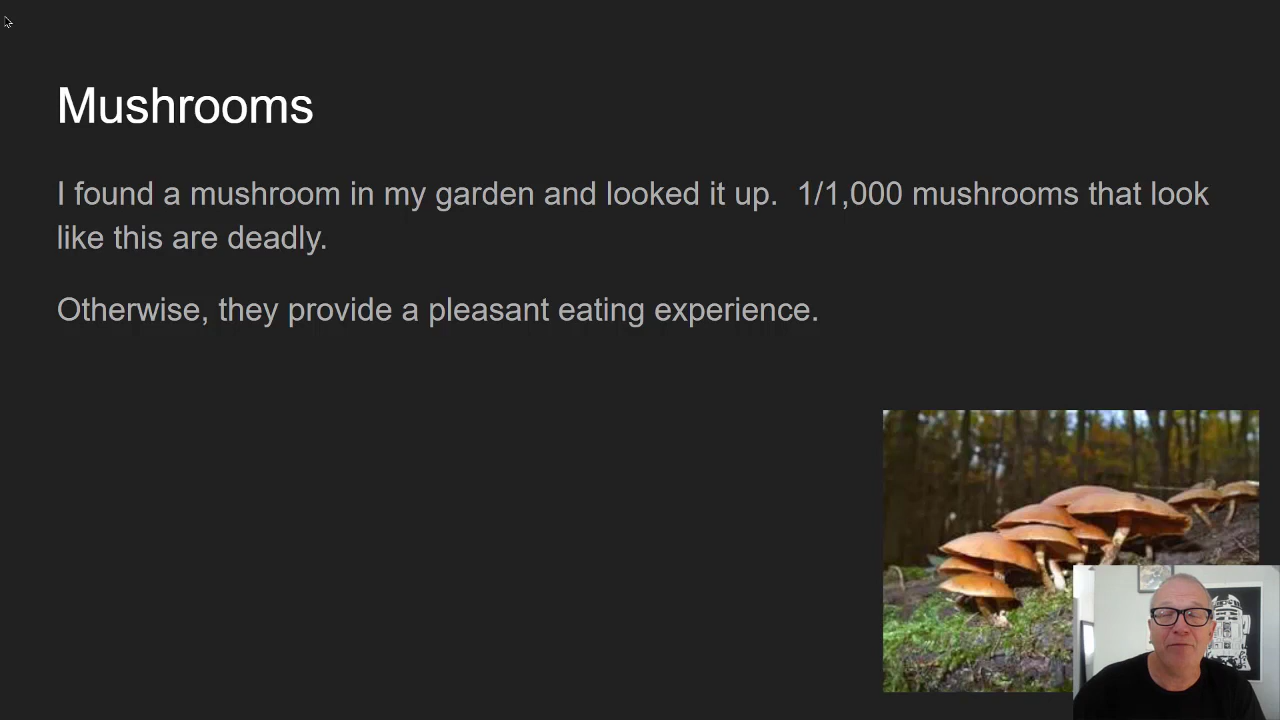 Mushrooms
I found a mushroom in my garden and looked it up.  1/1,000 mushrooms that look
like this are deadly.
Otherwise, they provide a pleasant eating experience.